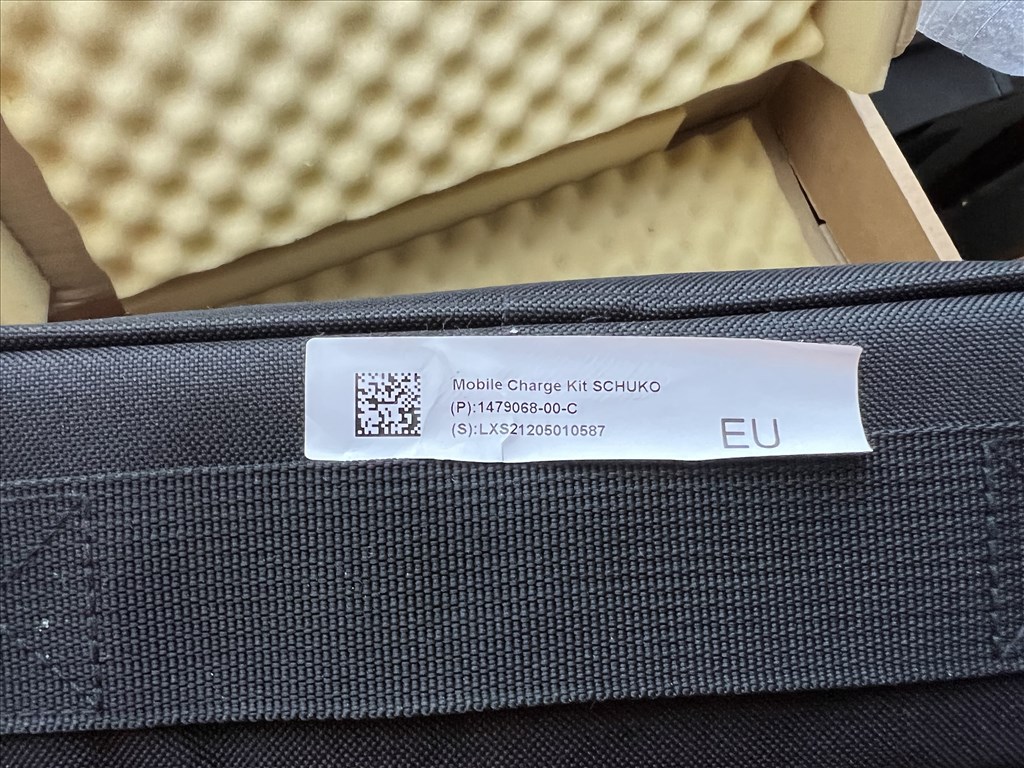 Mobile Charge Kit SCHUKO
(P):1479068-00-C
(S):LXS21205010587
EU